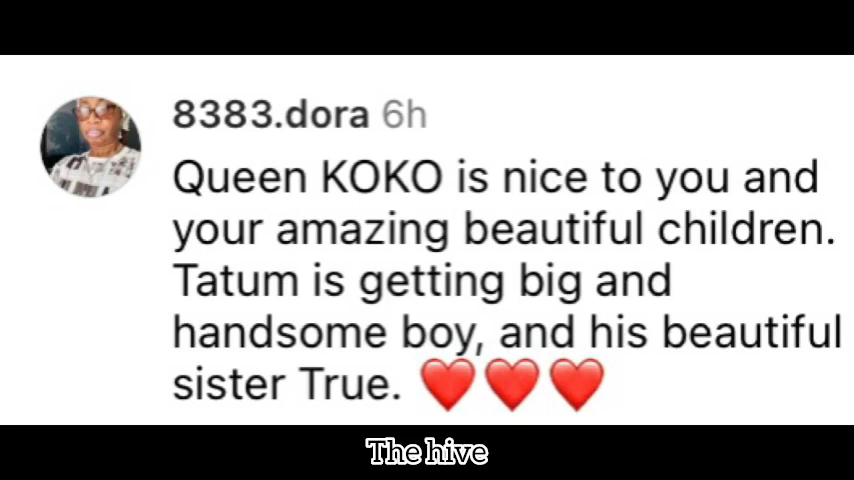 8383.dora 6h
Queen KOKO is nice to you and
your amazing beautiful children.
Tatum is getting big and
handsome boy, and his beautiful
sister True. ❤️❤️❤️
The hive